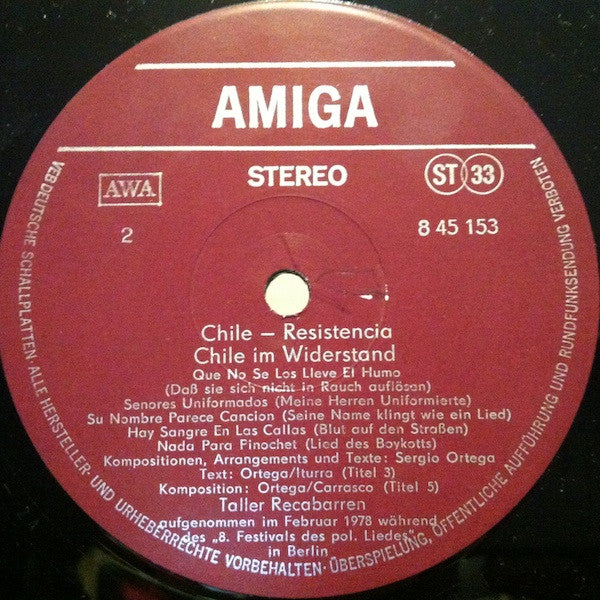 AMIGA
STEREO
ST 33
AWA
2
8 45 153
Chile – Resistencia
Chile im Widerstand
Que No Se Los Lleve El Humo
(Daß sie sich nicht in Rauch auflösen)
Senores Uniformados (Meine Herren Uniformierte)
Su Nombre Parece Cancion (Seine Name klingt wie ein Lied)
Hay Sangre En Las Callas (Blut auf den Straßen)
Nada Para Pinochet (Lied des Boykotts)
Kompositionen, Arrangements und Texte: Sergio Ortega
Text: Ortega/Iturra (Titel 3)
Komposition: Ortega/Carrasco (Titel 5)
Taller Recabarren
aufgenommen im Februar 1978 während
des „8. Festivals des pol. Liedes"
in Berlin
VEB DEUTSCHE SCHALLPLATTEN · ALLE HERSTELLER- UND URHEBERRECHTE VORBEHALTEN · ÜBERSPIELUNG, ÖFFENTLICHE AUFFÜHRUNG UND RUNDFUNKSENDUNG VERBOTEN